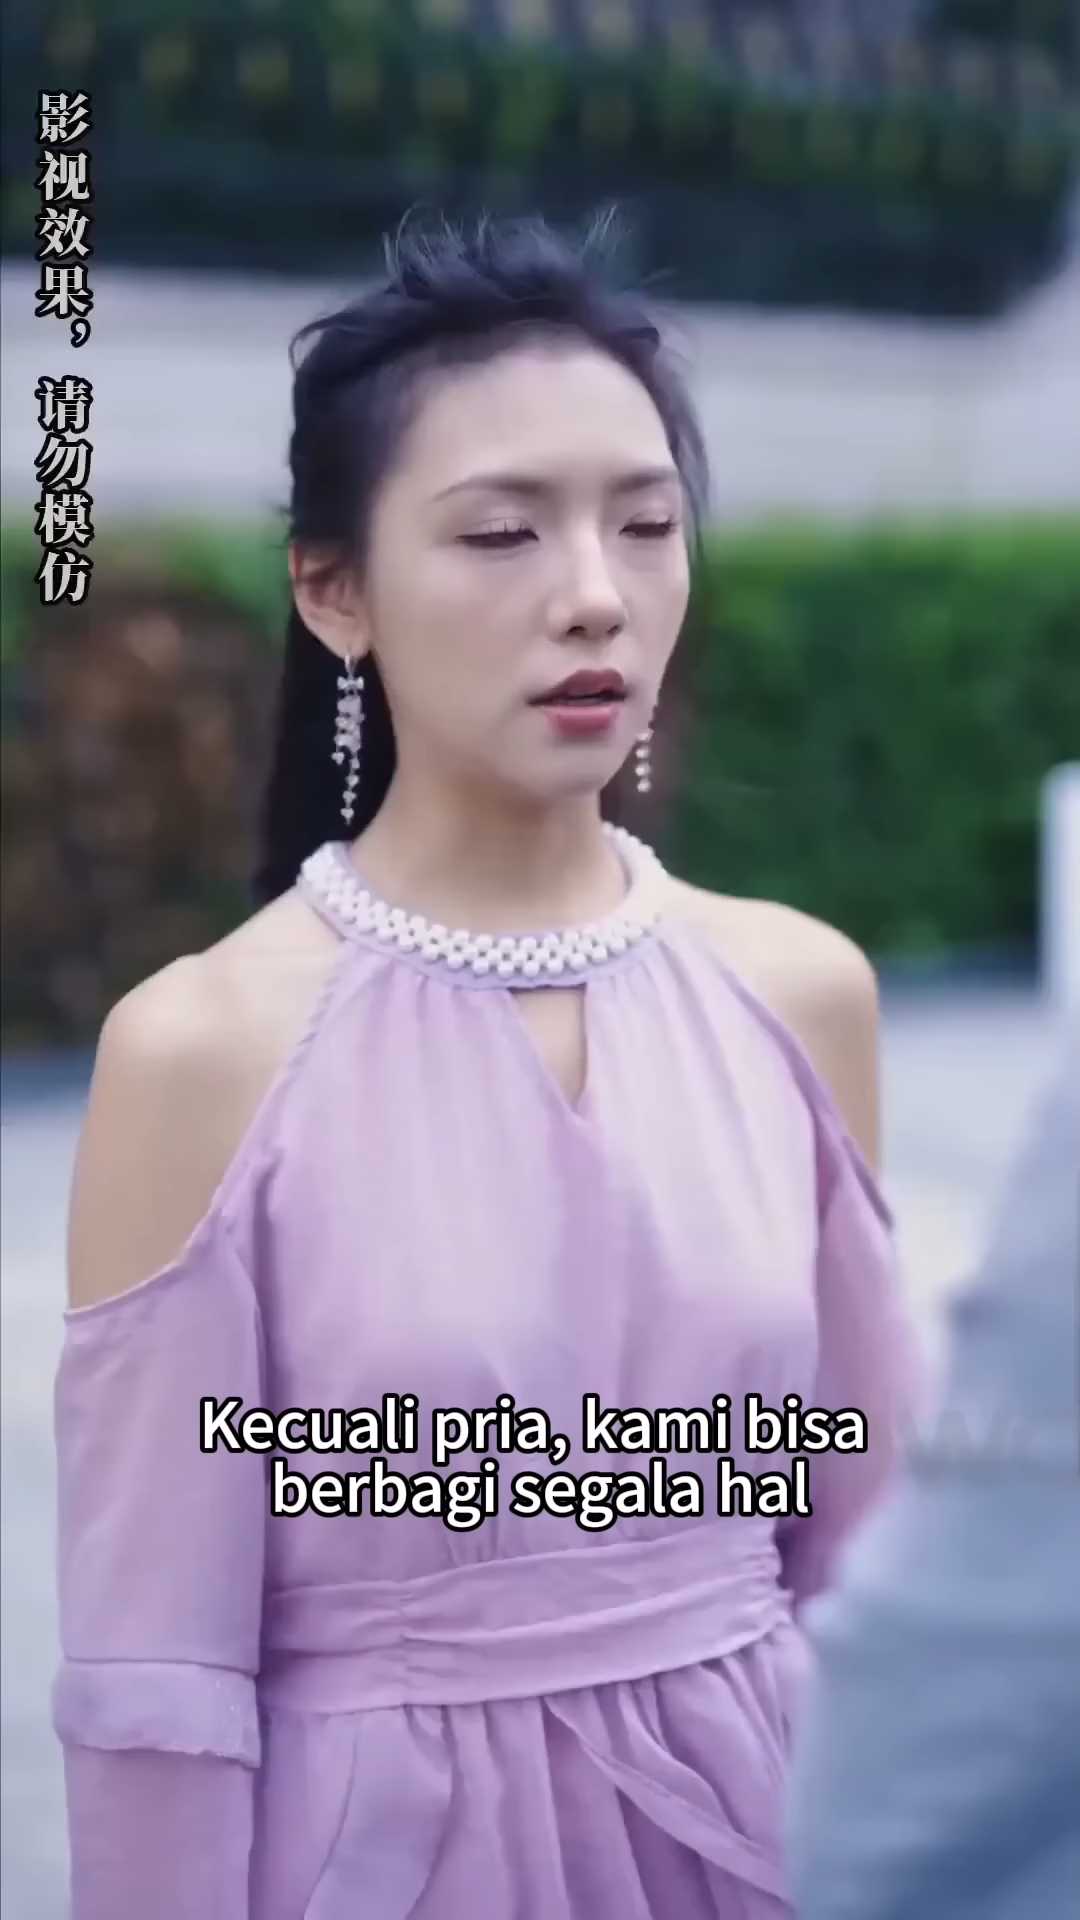 影视效果，请勿模仿
Kecuali pria, kami bisa
berbagi segala hal